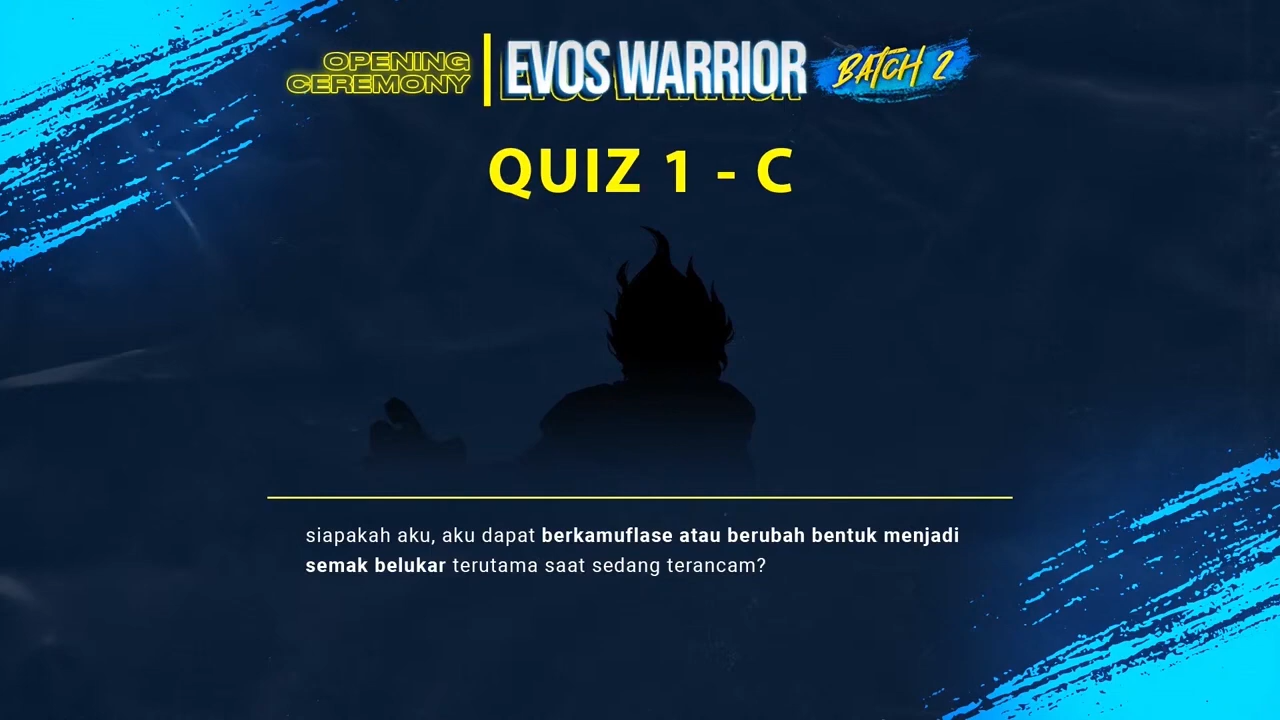 OPENING
CEREMONY
EVOS WARRIOR
BATCH 2
QUIZ 1 - C
siapakah aku, aku dapat berkamuflase atau berubah bentuk menjadi
semak belukar terutama saat sedang terancam?